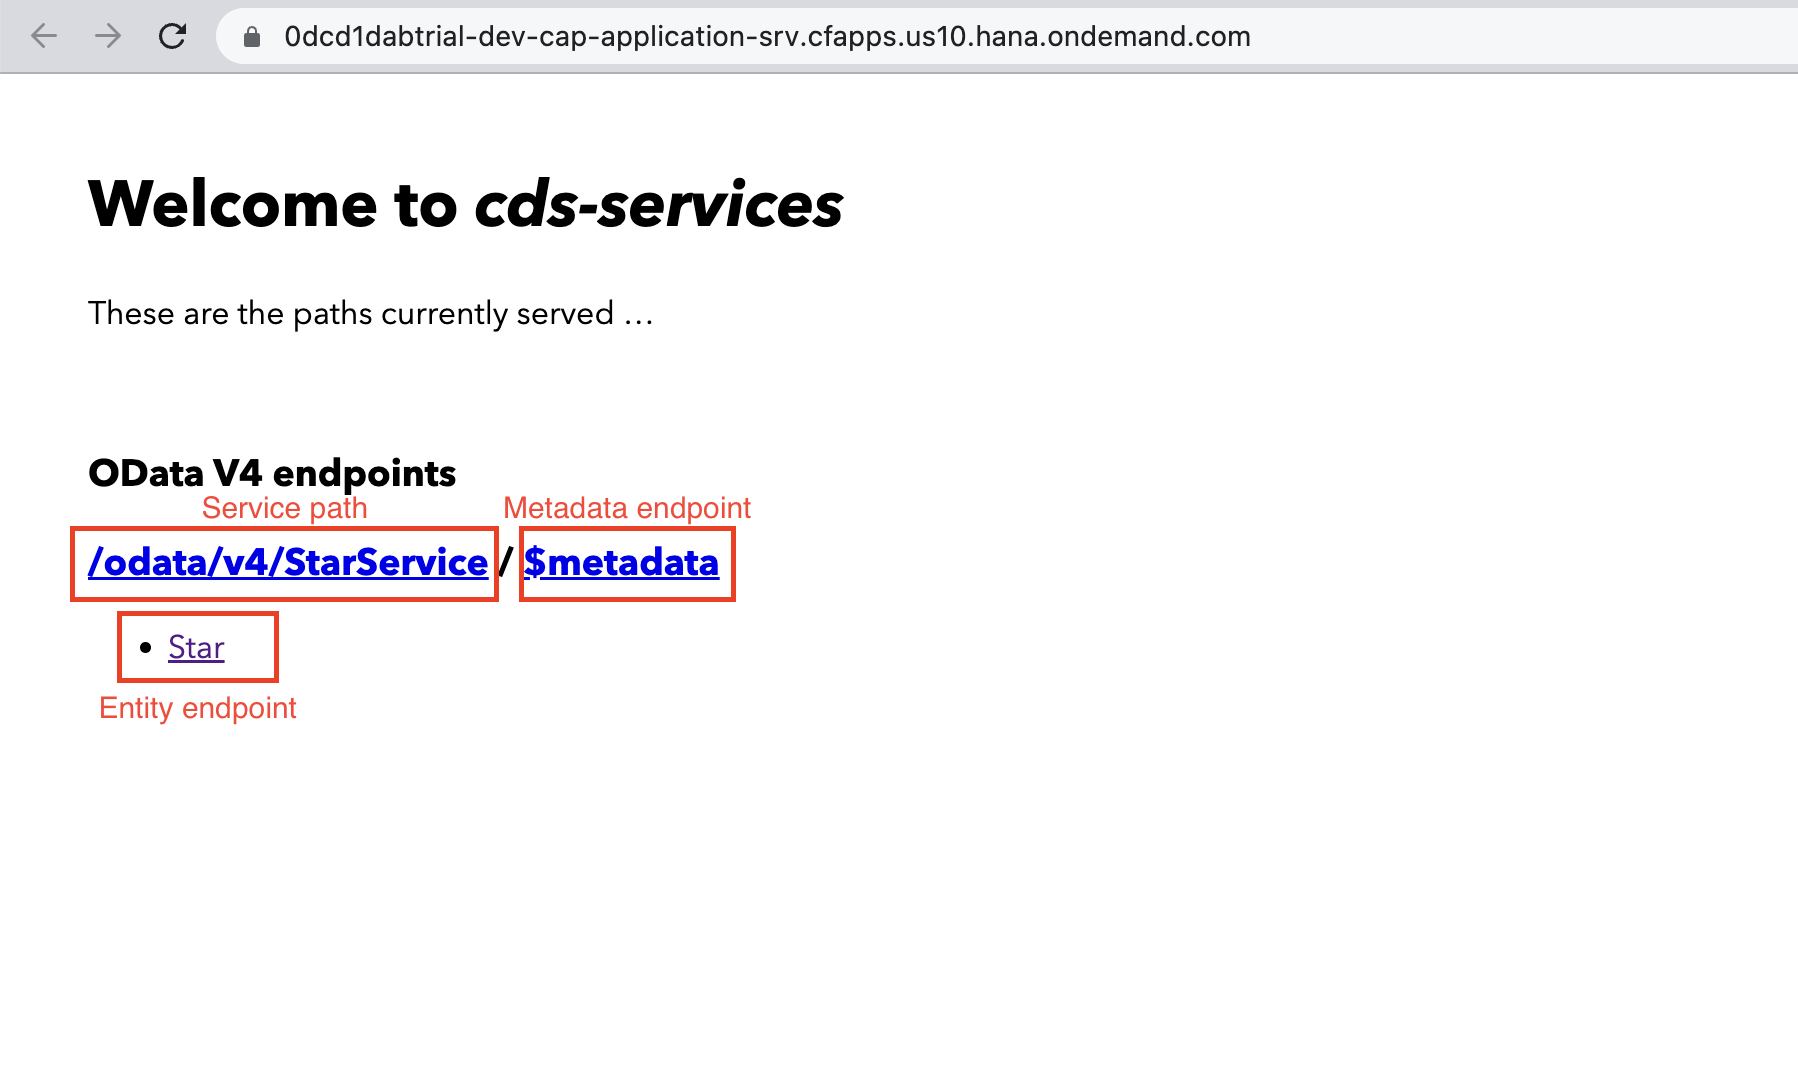 0dcd1dabtrial-dev-cap-application-srv.cfapps.us10.hana.ondemand.com
Welcome to cds-services
These are the paths currently served …
OData V4 endpoints
Service path Metadata endpoint
/odata/v4/StarService / $metadata
• Star
Entity endpoint